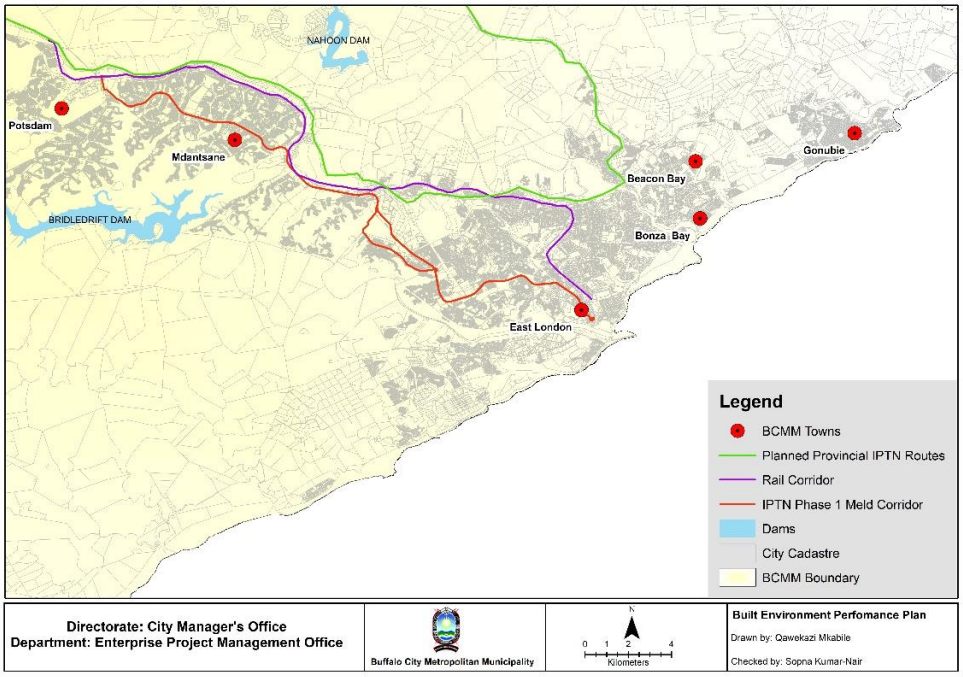 NAHOON DAM
Potsdam
Mdantsane
Gonubie
Beacon Bay
BRIDLEDRIFT DAM
Bonza Bay
East London
Legend
BCMM Towns
Planned Provincial IPTN Routes
Rail Corridor
IPTN Phase 1 Meld Corridor
Dams
City Cadastre
BCMM Boundary
Directorate: City Manager's Office
Department: Enterprise Project Management Office
Buffalo City Metropolitan Municipality
N
0 1 2 4
Kilometers
Built Environment Perfomance Plan
Drawn by: Qawekazi Mkabile
Checked by: Sopna Kumar-Nair